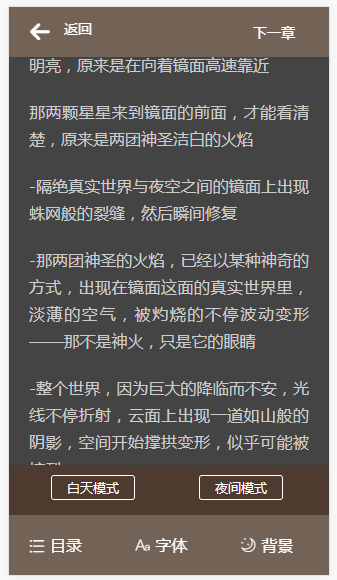 返回
下一章
明亮，原来是在向着镜面高速靠近
那两颗星星来到镜面的前面，才能看清
楚，原来是两团神圣洁白的火焰
-隔绝真实世界与夜空之间的镜面上出现
蛛网般的裂缝，然后瞬间修复
-那两团神圣的火焰，已经以某种神奇的
方式，出现在镜面这面的真实世界里，
淡薄的空气，被灼烧的不停波动变形
——那不是神火，只是它的眼睛
-整个世界，因为巨大的降临而不安，光
线不停折射，云面上出现一道如山般的
阴影，空间开始撑拱变形，似乎可能被
白天模式
夜间模式
目录
Aa 字体
背景